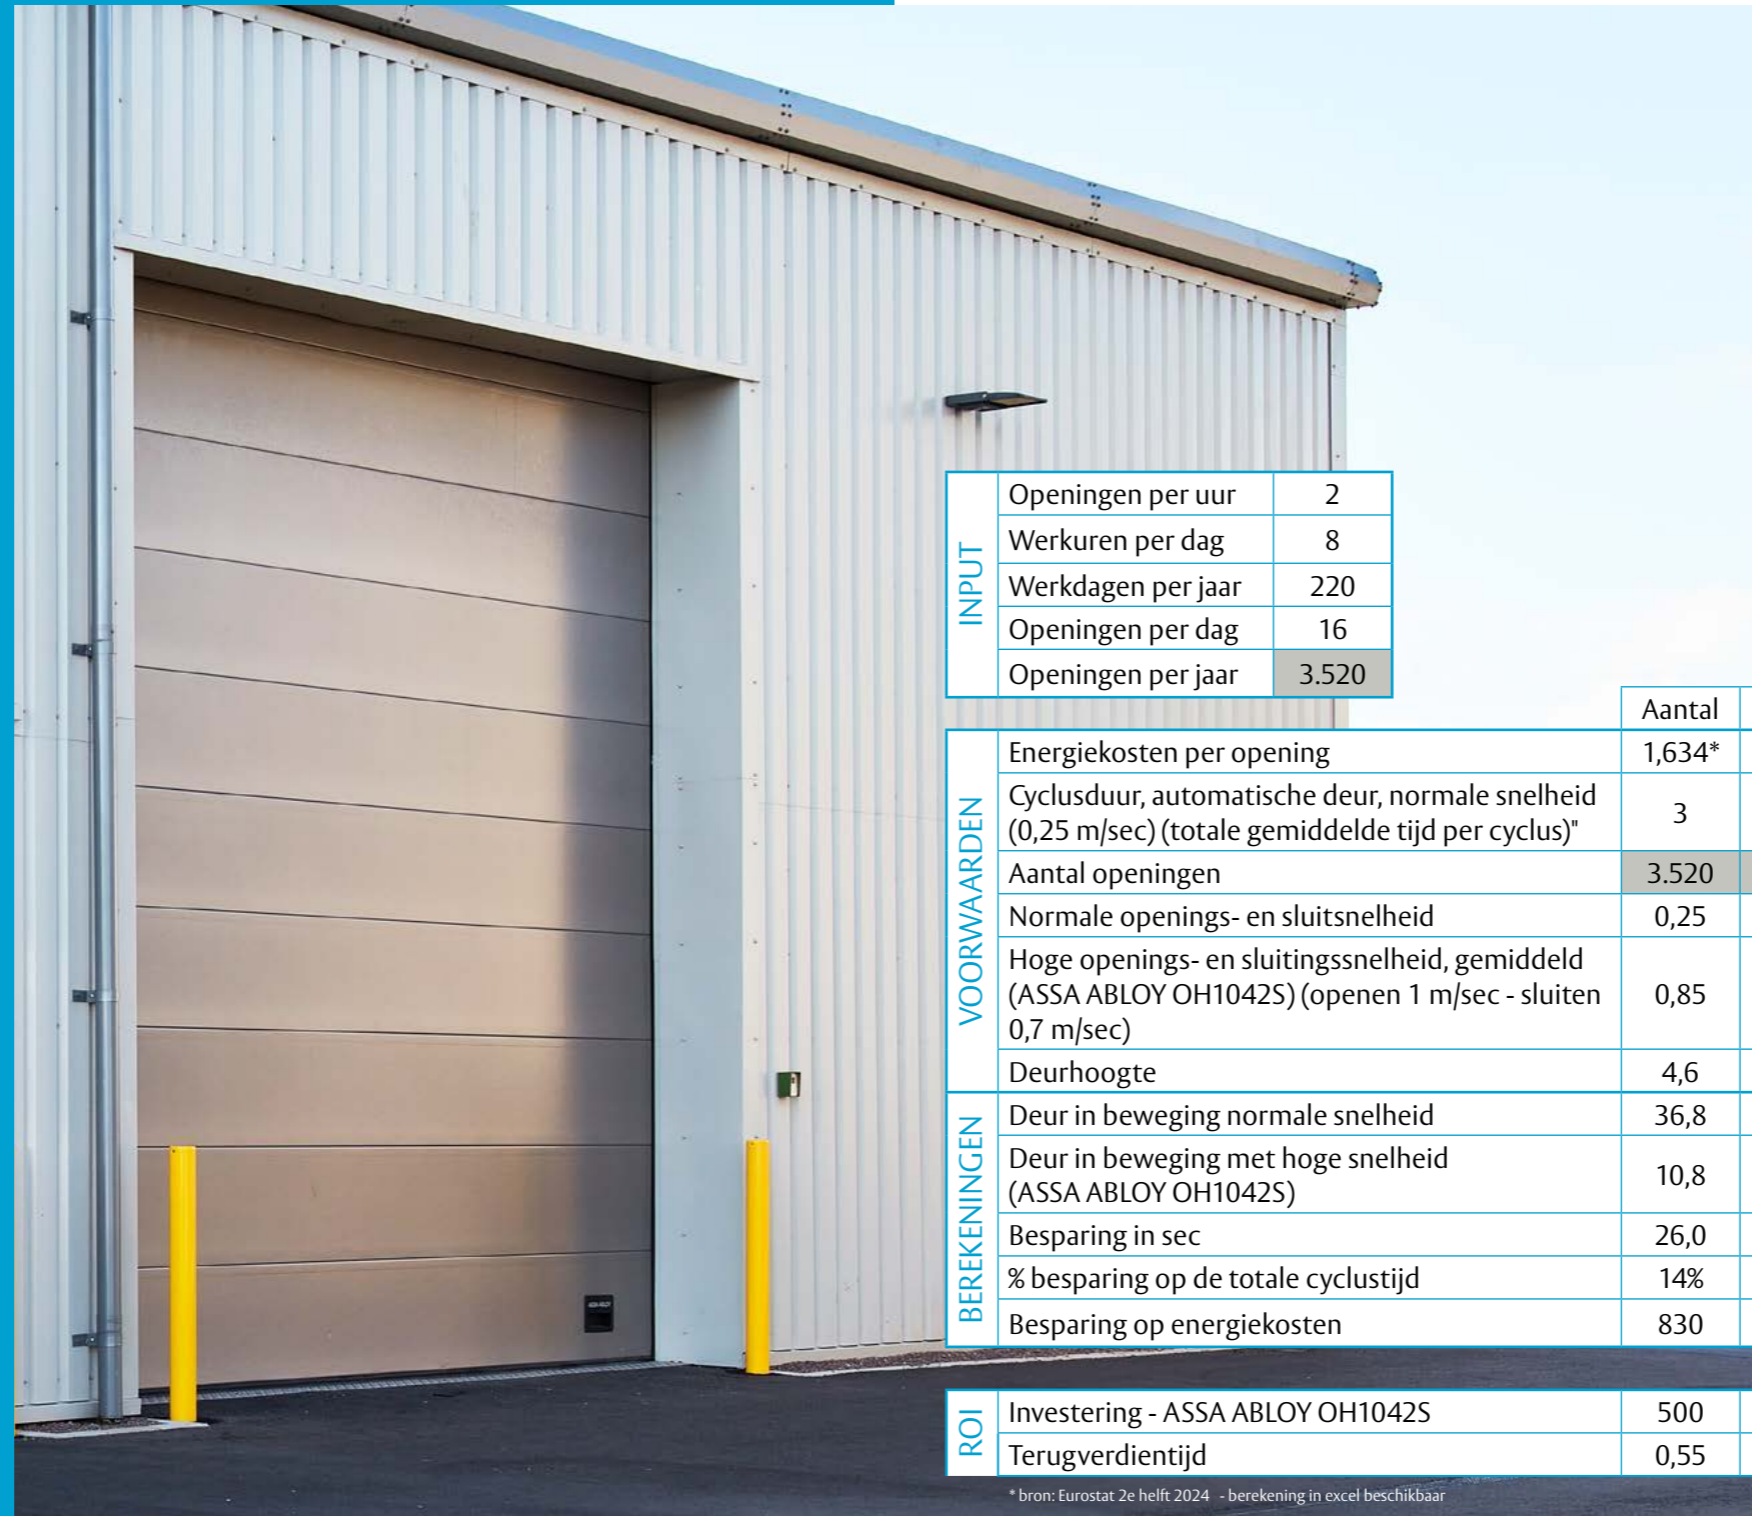 INPUT
Openingen per uur 2
Werkuren per dag 8
Werkdagen per jaar 220
Openingen per dag 16
Openingen per jaar 3.520
Aantal
VOORWAARDEN
Energiekosten per opening 1,634*
Cyclusduur, automatische deur, normale snelheid
(0,25 m/sec) (totale gemiddelde tijd per cyclus)" 3
Aantal openingen 3.520
Normale openings- en sluitsnelheid 0,25
Hoge openings- en sluitingssnelheid, gemiddeld
(ASSA ABLOY OH1042S) (openen 1 m/sec - sluiten 0,85
0,7 m/sec)
Deurhoogte 4,6
BEREKENINGEN
Deur in beweging normale snelheid 36,8
Deur in beweging met hoge snelheid
(ASSA ABLOY OH1042S) 10,8
Besparing in sec 26,0
% besparing op de totale cyclustijd 14%
Besparing op energiekosten 830
ROI
Investering - ASSA ABLOY OH1042S 500
Terugverdientijd 0,55
* bron: Eurostat 2e helft 2024 - berekening in excel beschikbaar
ASSA ABLOY